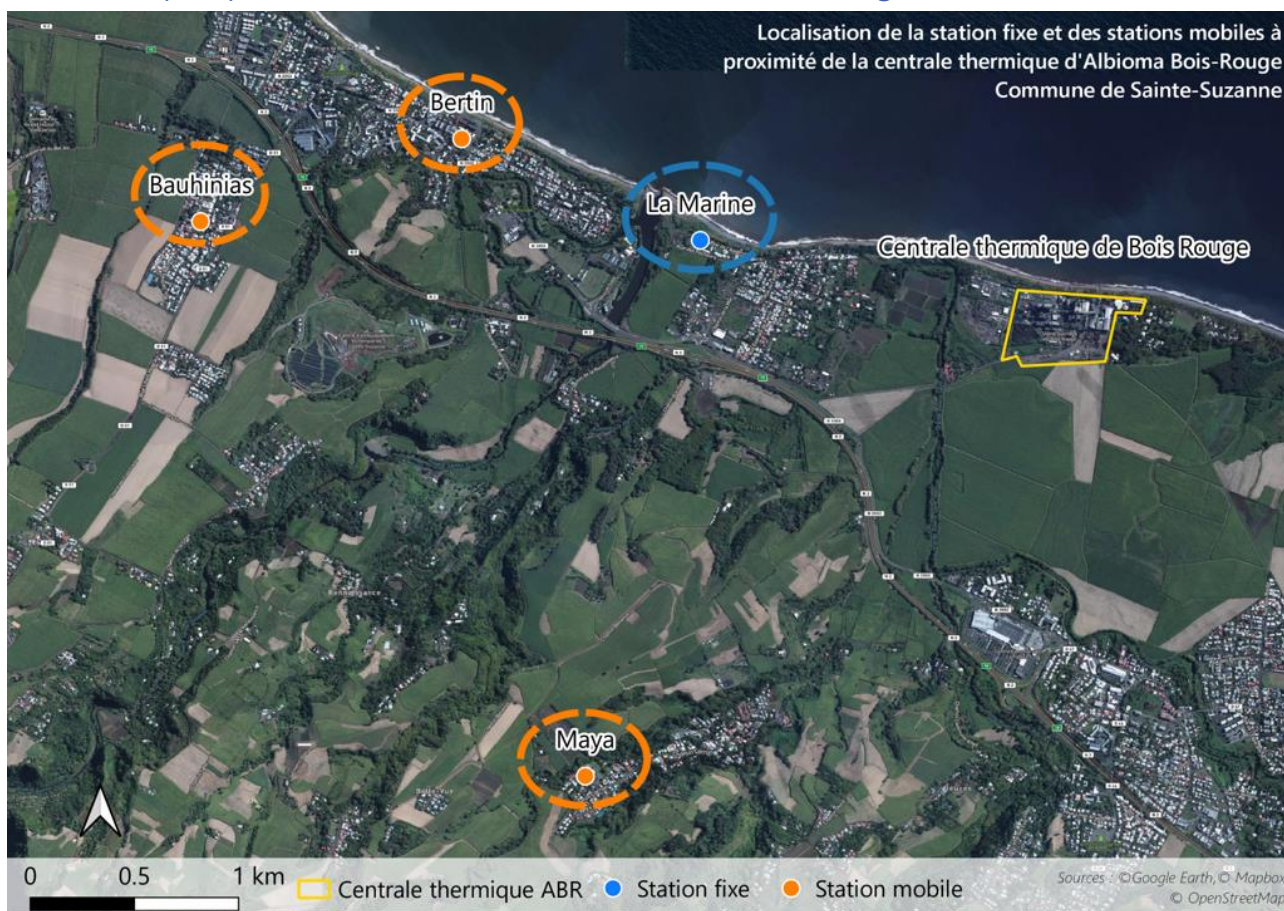 Localisation de la station fixe et des stations mobiles à
proximité de la centrale thermique d'Albioma Bois-Rouge
Commune de Sainte-Suzanne
Bertin
Bauhinias
La Marine
Centrale thermique de Bois Rouge
Maya
0 0.5 1 km
Centrale thermique ABR
Station fixe
Station mobile
Sources : ©Google Earth,© Mapbox
© OpenStreetMap